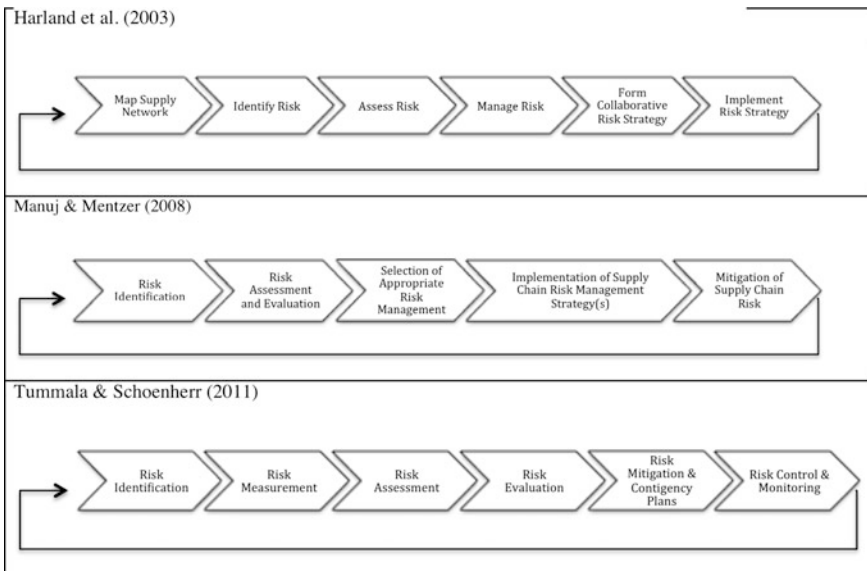 Harland et al. (2003)
Map Supply
Network
Identify Risk
Assess Risk
Manage Risk
Form
Collaborative
Risk Strategy
Implement
Risk Strategy
Manuj & Mentzer (2008)
Risk
Identification
Risk
Assessment
and Evaluation
Selection of
Appropriate
Risk
Management
Implementation of Supply
Chain Risk Management
Strategy(s)
Mitigation of
Supply Chain
Risk
Tummala & Schoenherr (2011)
Risk
Identification
Risk
Measurement
Risk
Assessment
Risk
Evaluation
Risk
Mitigation &
Contigency
Plans
Risk Control &
Monitoring